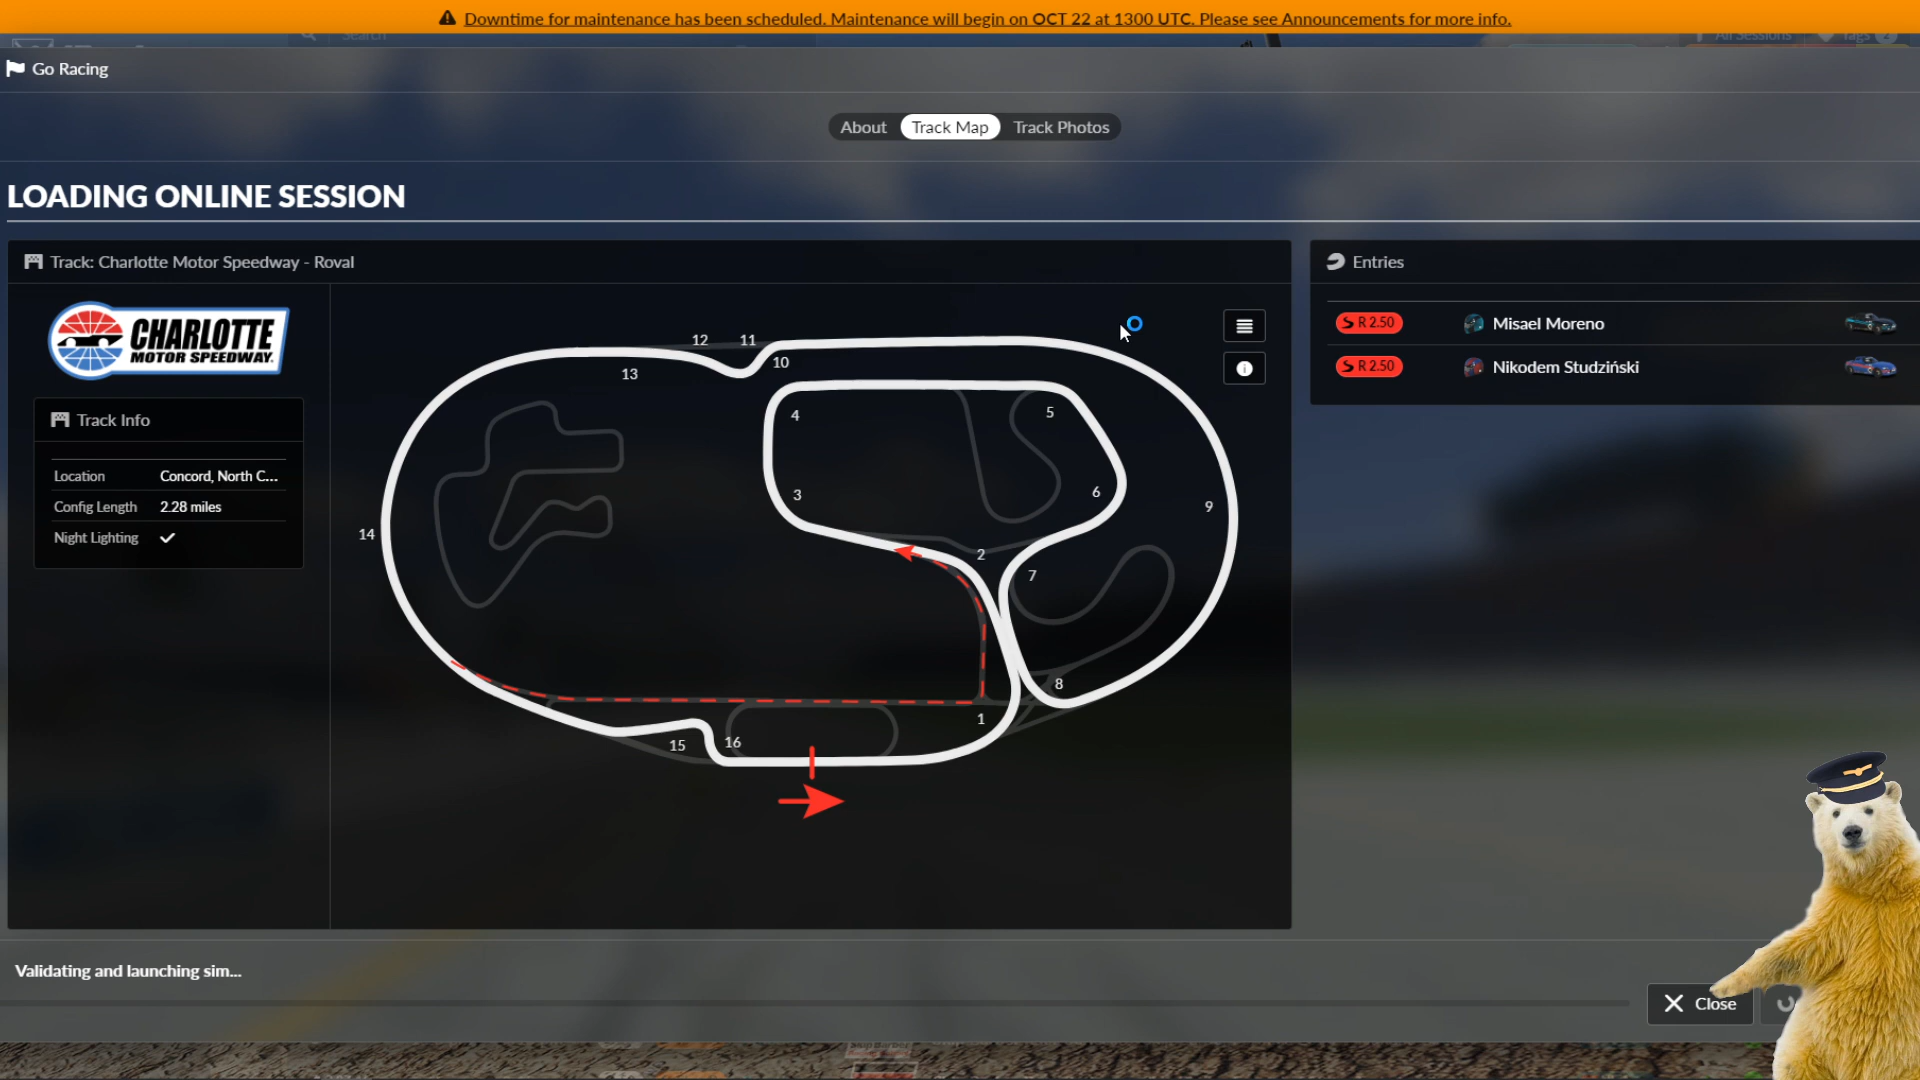 Downtime for maintenance has been scheduled. Maintenance will begin on OCT 22 at 1300 UTC. Please see Announcements for more info.
Search
All Sessions
Tags
Go Racing
About
Track Map
Track Photos
LOADING ONLINE SESSION
Track: Charlotte Motor Speedway - Roval
Entries
CHARLOTTE
MOTOR SPEEDWAY.
Track Info
Location Concord, North C...
Config Length 2.28 miles
Night Lighting
R 2.50 Misael Moreno
R 2.50 Nikodem Studziński
12
11
10
13
4
5
3
6
9
14
2
7
8
1
15
16
Validating and launching sim...
Close